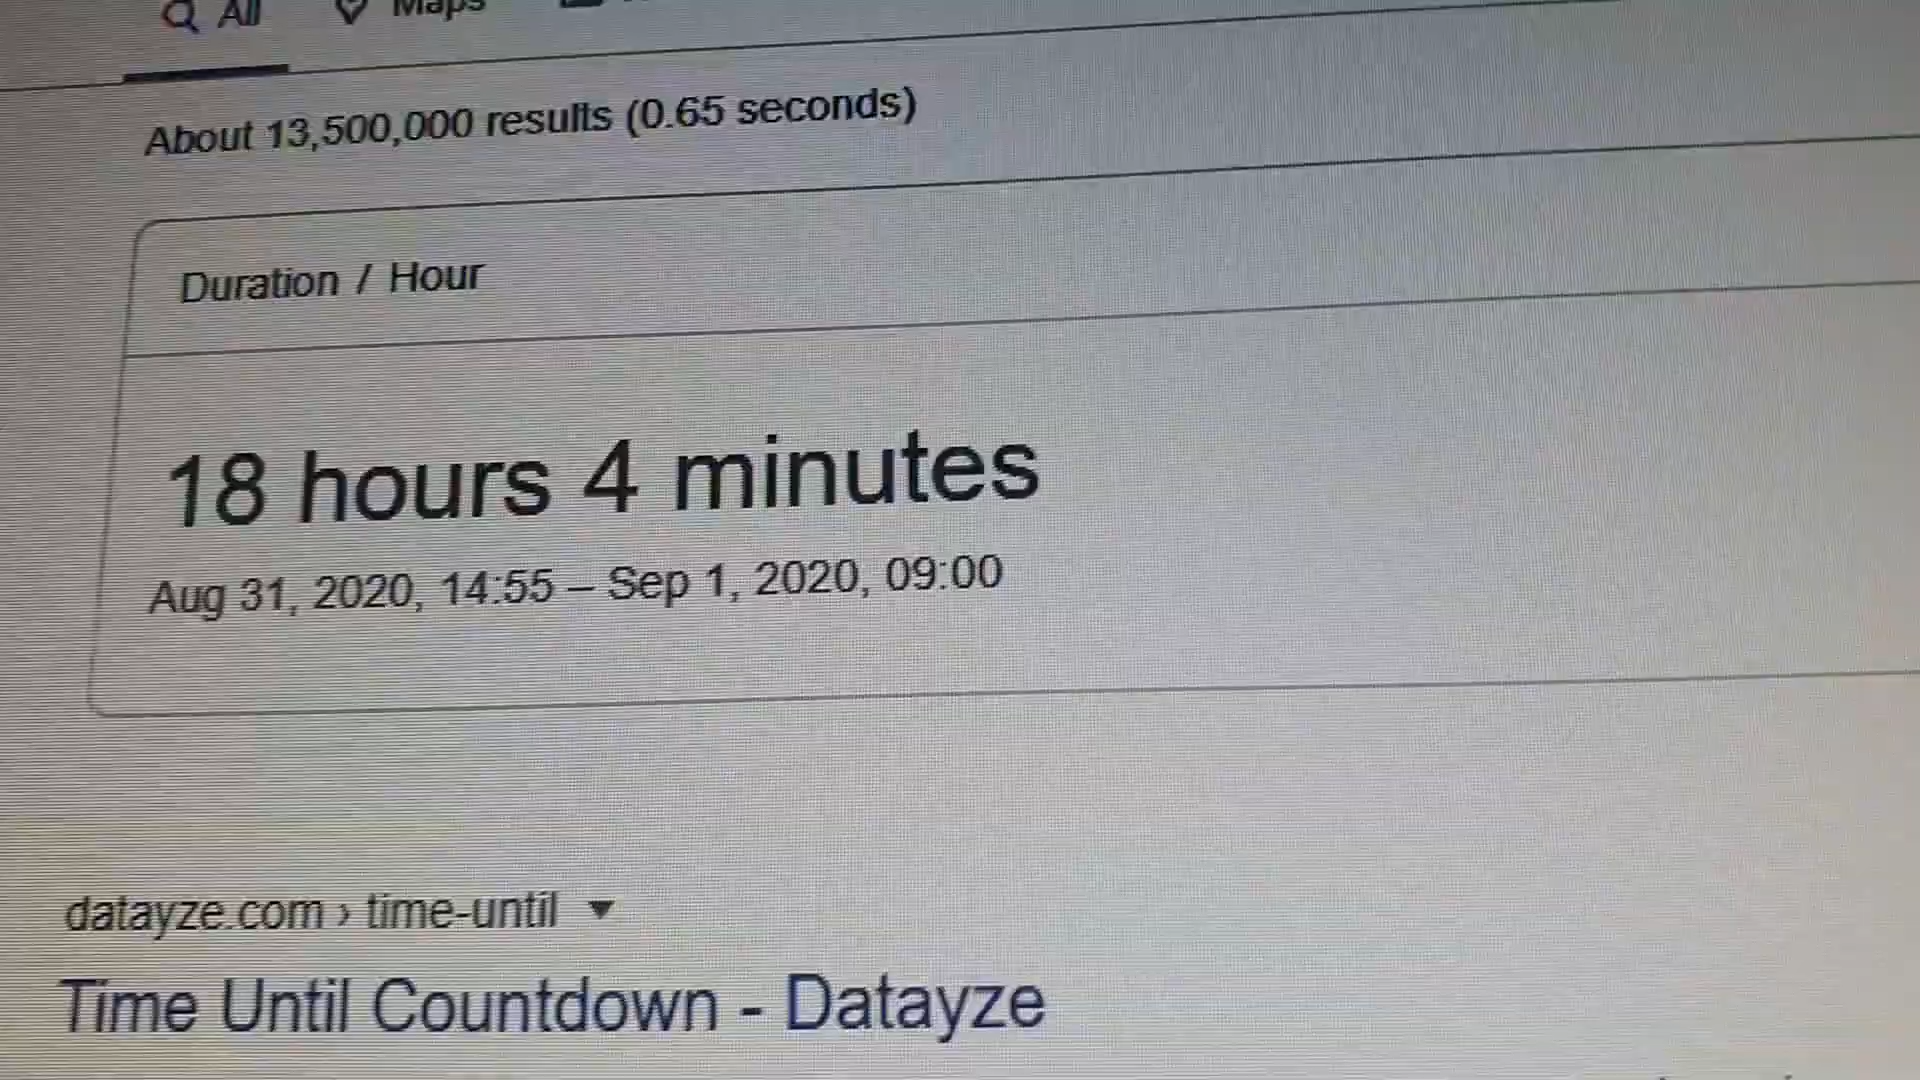 All Maps
About 13,500,000 results (0.65 seconds)
Duration / Hour
18 hours 4 minutes
Aug 31, 2020, 14:55 – Sep 1, 2020, 09:00
datayze.com › time-until ▼
Time Until Countdown - Datayze